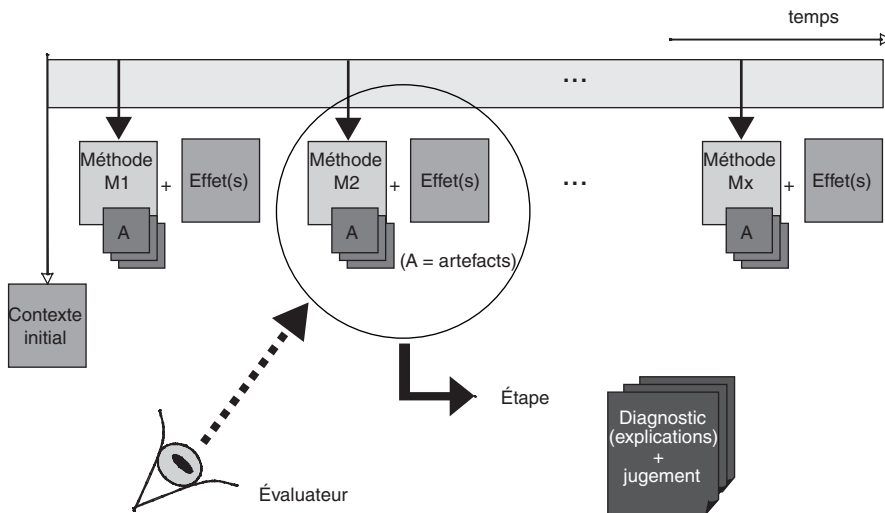 temps
...
Méthode
M1
+
Effet(s)
A
Méthode
M2
+
Effet(s)
A
(A = artefacts)
...
Méthode
Mx
+
Effet(s)
A
Contexte
initial
Étape
Diagnostic
(explications)
+
jugement
Évaluateur